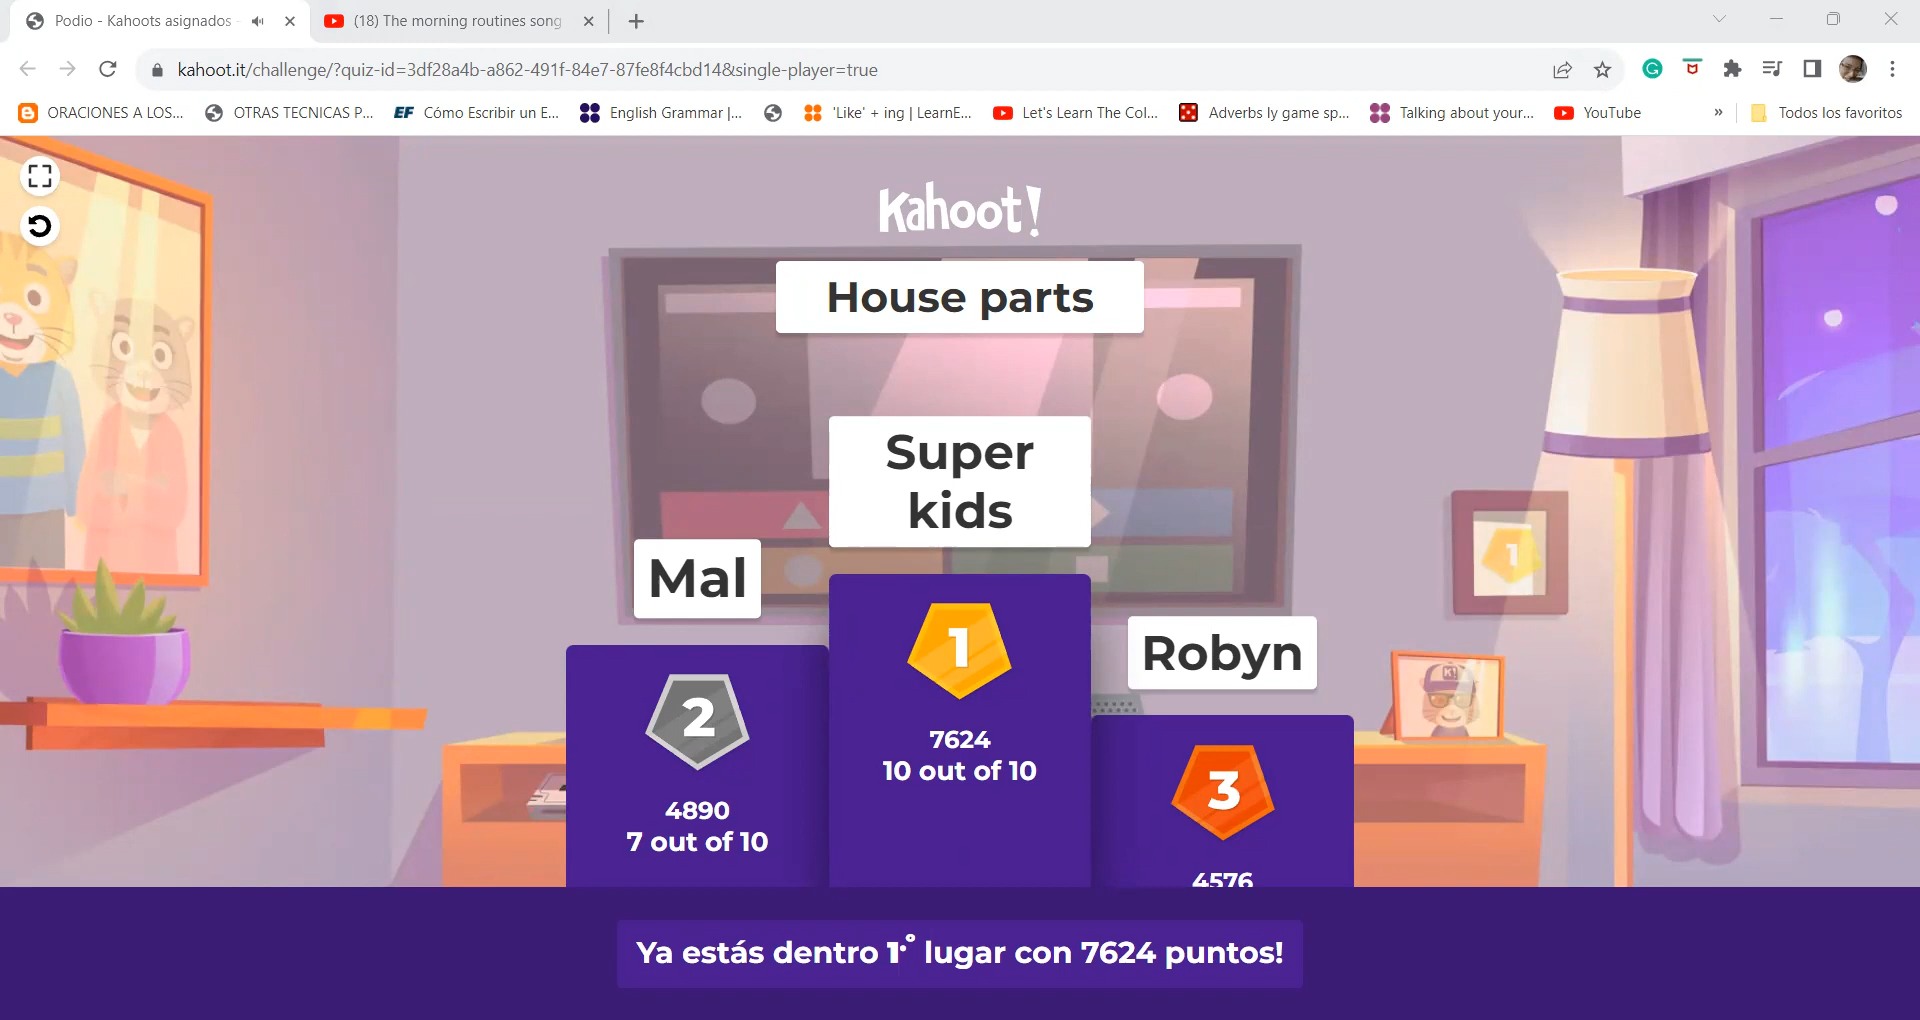 Podio - Kahoots asignados -
(18) The morning routines song
kahoot.it/challenge/?quiz-id=3df28a4b-a862-491f-84e7-87fe8f4cbd14&single-player=true
ORACIONES A LOS...
OTRAS TECNICAS P...
EF Cómo Escribir un E...
English Grammar |...
'Like' + ing | LearnE...
Let's Learn The Col...
Adverbs ly game sp...
Talking about your...
YouTube
»
Todos los favoritos
Kahoot!
House parts
Super
kids
Mal
Robyn
1
7624
10 out of 10
2
4890
7 out of 10
3
4576
1
K!
Ya estás dentro 1.º lugar con 7624 puntos!